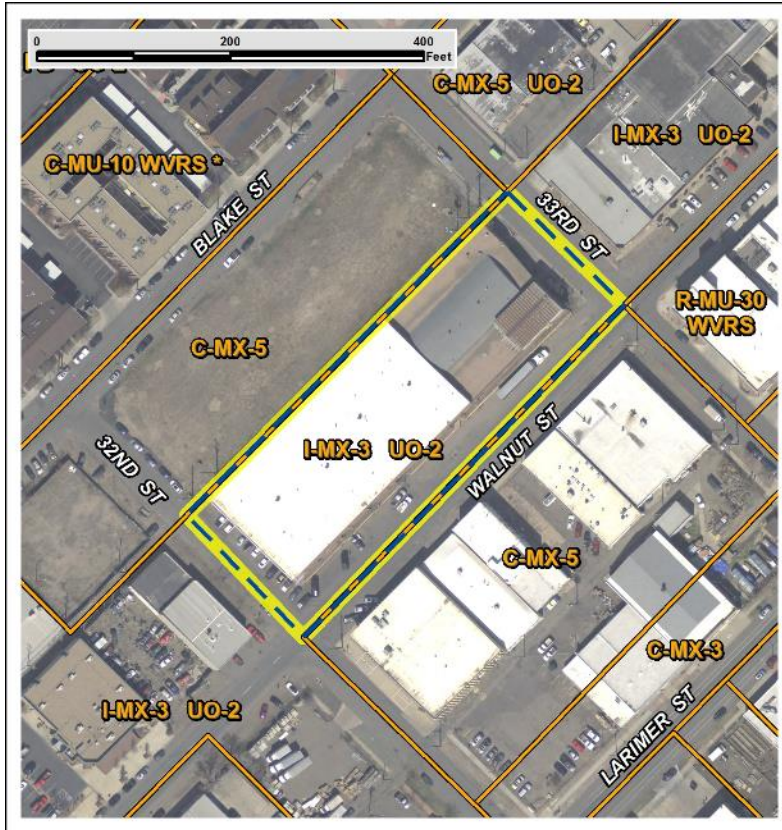 0 200 400
Feet
C-MX-5 UO-2
I-MX-3 UO-2
C-MU-10 WVRS *
BLAKE ST
33RD ST
R-MU-30
WVRS
C-MX-5
32ND ST
I-MX-3 UO-2
WALNUT ST
C-MX-5
C-MX-3
I-MX-3 UO-2
LARIMER ST